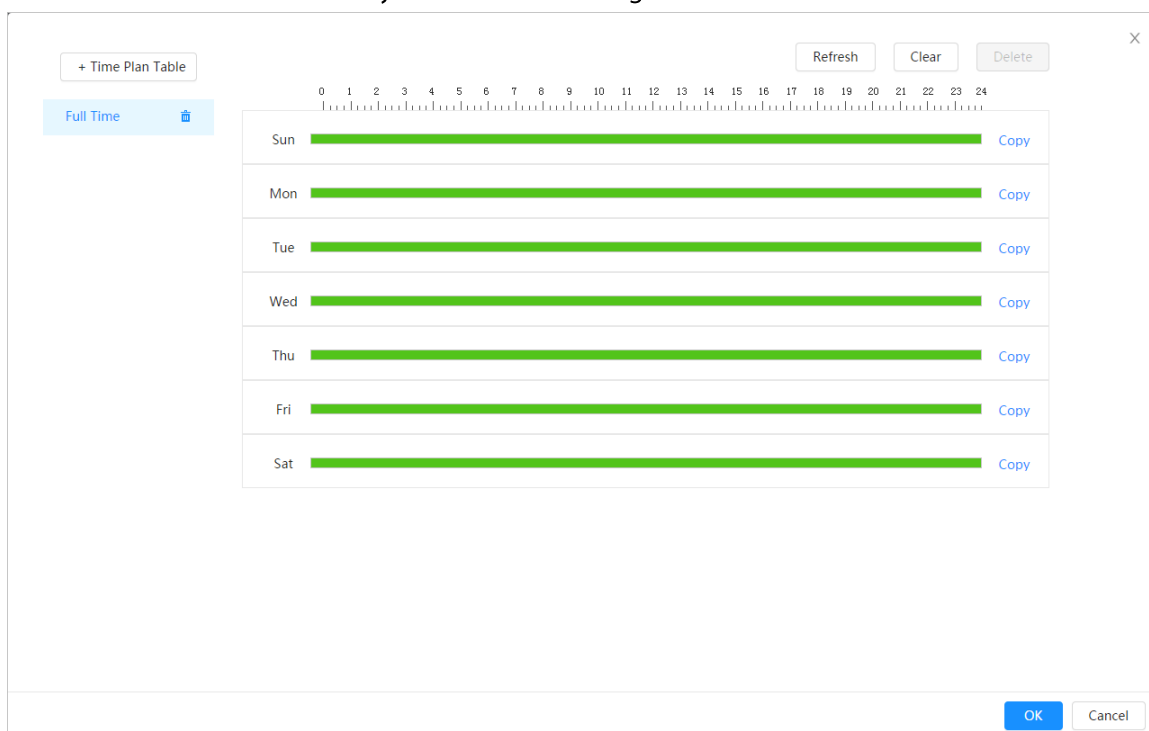 + Time Plan Table
Refresh Clear Delete
Full Time
0 1 2 3 4 5 6 7 8 9 10 11 12 13 14 15 16 17 18 19 20 21 22 23 24
Sun Copy
Mon Copy
Tue Copy
Wed Copy
Thu Copy
Fri Copy
Sat Copy
OK Cancel